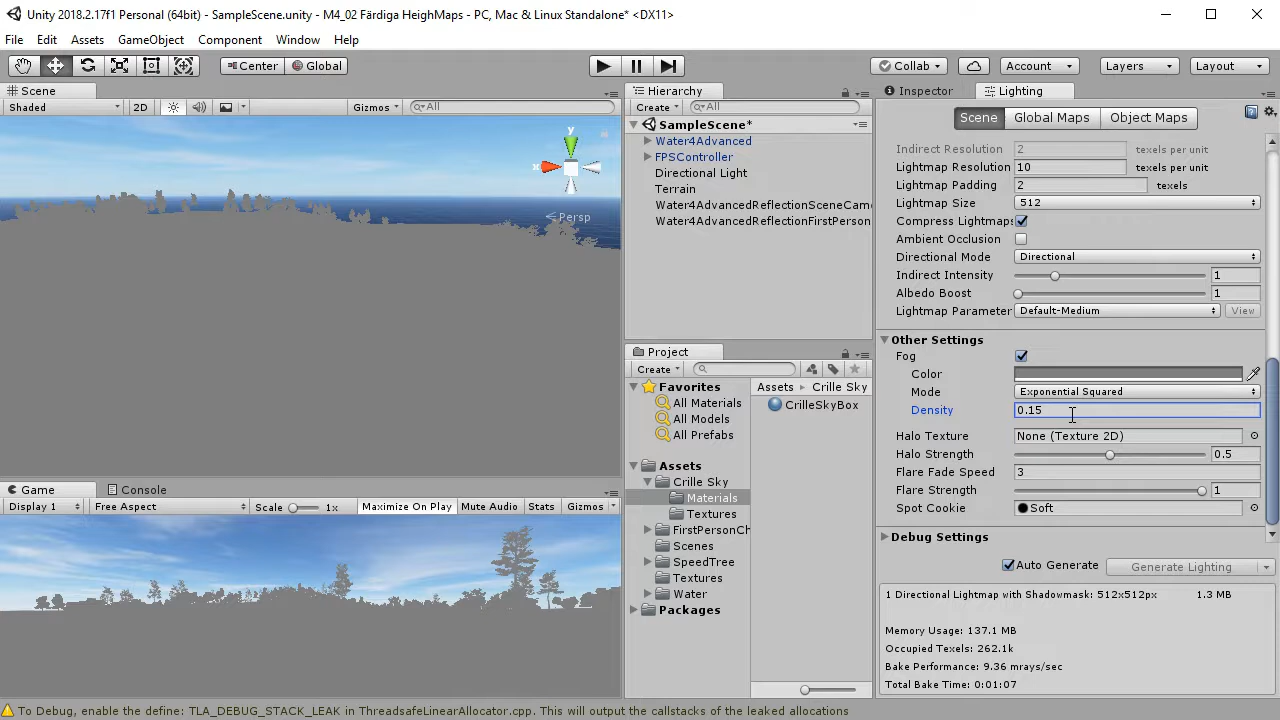 Unity 2018.2.17f1 Personal (64bit) - SampleScene.unity - M4_02 Färdiga HeighMaps - PC, Mac & Linux Standalone* <DX11>
File Edit Assets GameObject Component Window Help
Center Global Collab Account Layers Layout
Scene
Shaded 2D Gizmos All
y
x
Persp
Hierarchy
Create All
SampleScene*
Water4Advanced
FPSController
Directional Light
Terrain
Water4AdvancedReflectionSceneCam
Water4AdvancedReflectionFirstPerson
Project
Create
Favorites
All Materials
All Models
All Prefabs
Assets
Crille Sky
Materials
Textures
FirstPersonCh
Scenes
SpeedTree
Textures
Water
Packages
Assets Crille Sky
CrilleSkyBox
Game Console
Display 1 Free Aspect Scale 1x Maximize On Play Mute Audio Stats Gizmos
Inspector Lighting
Scene Global Maps Object Maps
Indirect Resolution 2 texels per unit
Lightmap Resolution 10 texels per unit
Lightmap Padding 2 texels
Lightmap Size 512
Compress Lightmaps
Ambient Occlusion
Directional Mode Directional
Indirect Intensity 1
Albedo Boost 1
Lightmap Parameter Default-Medium View
Other Settings
Fog
Color
Mode Exponential Squared
Density 0.15
Halo Texture None (Texture 2D)
Halo Strength 0.5
Flare Fade Speed 3
Flare Strength 1
Spot Cookie Soft
Debug Settings
Auto Generate Generate Lighting
1 Directional Lightmap with Shadowmask: 512x512px 1.3 MB
Memory Usage: 137.1 MB
Occupied Texels: 262.1k
Bake Performance: 9.36 mrays/sec
Total Bake Time: 0:01:07
To Debug, enable the define: TLA_DEBUG_STACK_LEAK in ThreadsafeLinearAllocator.cpp. This will output the callstacks of the leaked allocations